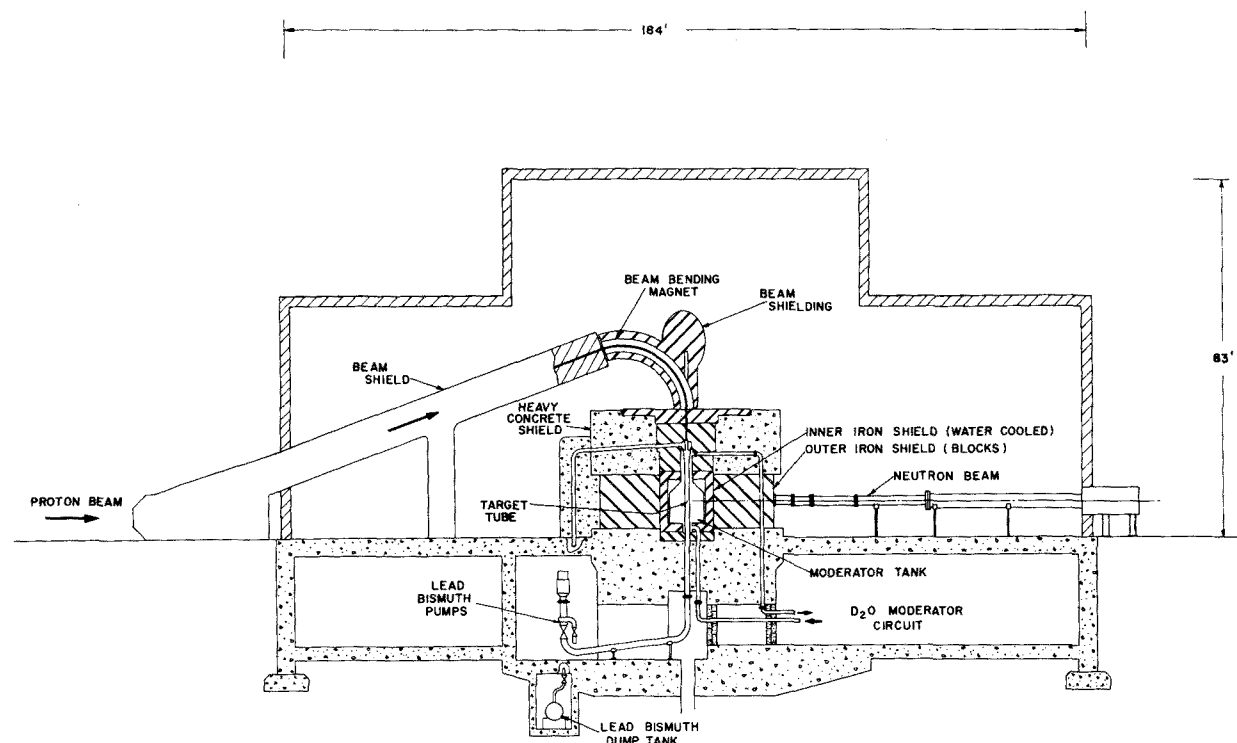 184'
83'
BEAM BENDING
MAGNET
BEAM
SHIELDING
BEAM
SHIELD
HEAVY
CONCRETE
SHIELD
INNER IRON SHIELD (WATER COOLED)
OUTER IRON SHIELD (BLOCKS)
NEUTRON BEAM
PROTON BEAM
TARGET
TUBE
MODERATOR TANK
LEAD
BISMUTH
PUMPS
D₂O MODERATOR
CIRCUIT
LEAD BISMUTH
DUMP TANK